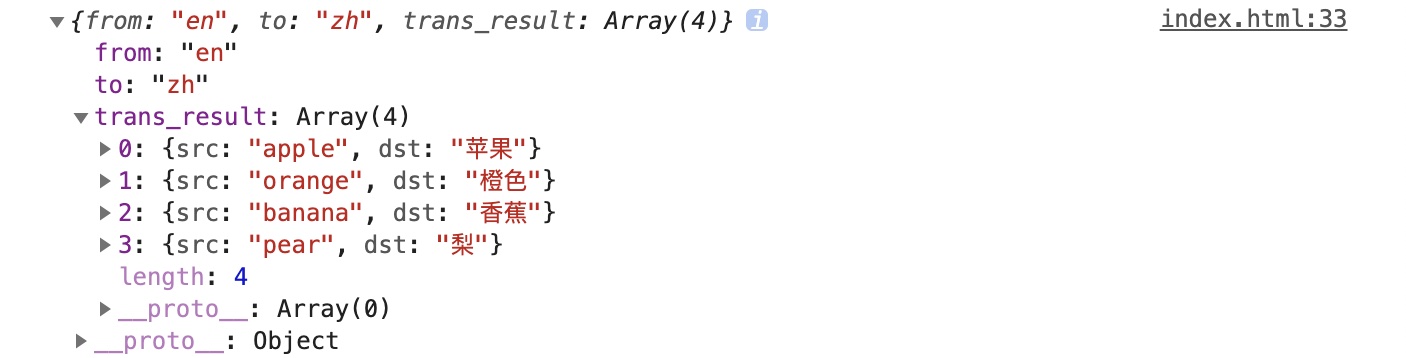 ▼{from: "en", to: "zh", trans_result: Array(4)} i index.html:33
from: "en"
to: "zh"
▼trans_result: Array(4)
▶0: {src: "apple", dst: "苹果"}
▶1: {src: "orange", dst: "橙色"}
▶2: {src: "banana", dst: "香蕉"}
▶3: {src: "pear", dst: "梨"}
length: 4
▶__proto__: Array(0)
▶__proto__: Object